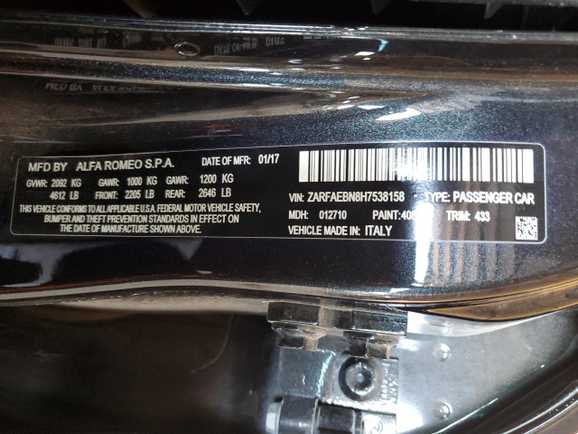 MFD BY ALFA ROMEO S.P.A. DATE OF MFR: 01/17
GVWR: 2092 KG GAWR: 1000 KG GAWR: 1200 KG
4612 LB FRONT: 2205 LB REAR: 2646 LB
THIS VEHICLE CONFORMS TO ALL APPLICABLE U.S.A. FEDERAL MOTOR VEHICLE SAFETY,
BUMPER AND THEFT PREVENTION STANDARDS IN EFFECT ON
THE DATE OF MANUFACTURE SHOWN ABOVE.
VIN: ZARFAEBN8H7538158 TYPE: PASSENGER CAR
MDH: 012710 PAINT: TRIM: 433
VEHICLE MADE IN: ITALY